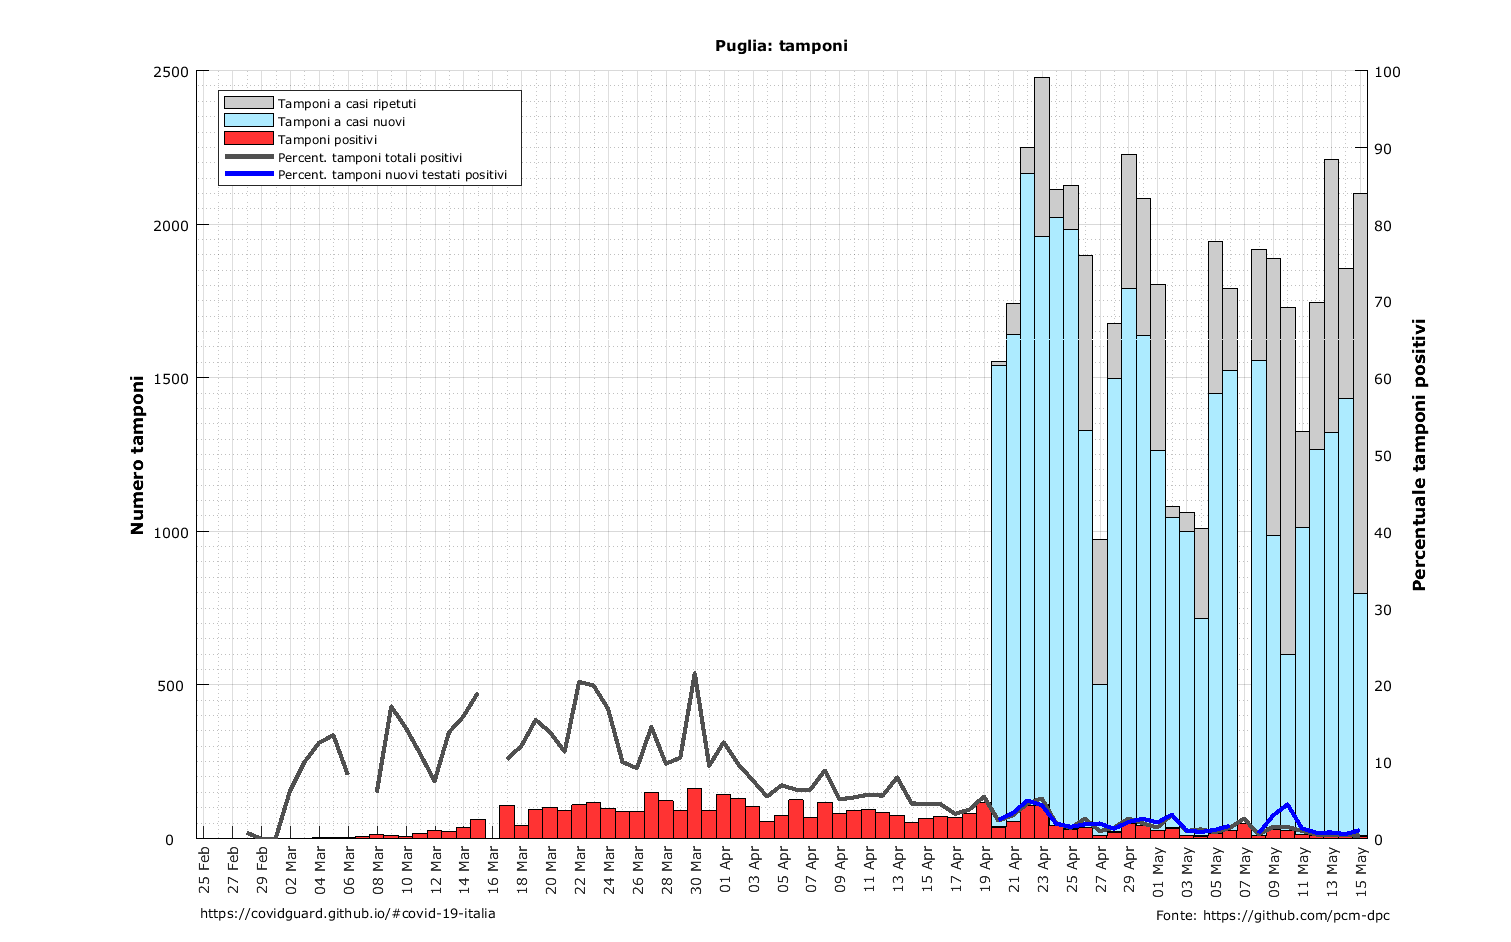 Puglia: tamponi
2500
2000
1500
1000
500
0
Numero tamponi
Tamponi a casi ripetuti
Tamponi a casi nuovi
Tamponi positivi
Percent. tamponi totali positivi
Percent. tamponi nuovi testati positivi
100
90
80
70
60
50
40
30
20
10
0
Percentuale tamponi positivi
25 Feb
27 Feb
29 Feb
02 Mar
04 Mar
06 Mar
08 Mar
10 Mar
12 Mar
14 Mar
16 Mar
18 Mar
20 Mar
22 Mar
24 Mar
26 Mar
28 Mar
30 Mar
01 Apr
03 Apr
05 Apr
07 Apr
09 Apr
11 Apr
13 Apr
15 Apr
17 Apr
19 Apr
21 Apr
23 Apr
25 Apr
27 Apr
29 Apr
01 May
03 May
05 May
07 May
09 May
11 May
13 May
15 May
https://covidguard.github.io/#covid-19-italia
Fonte: https://github.com/pcm-dpc